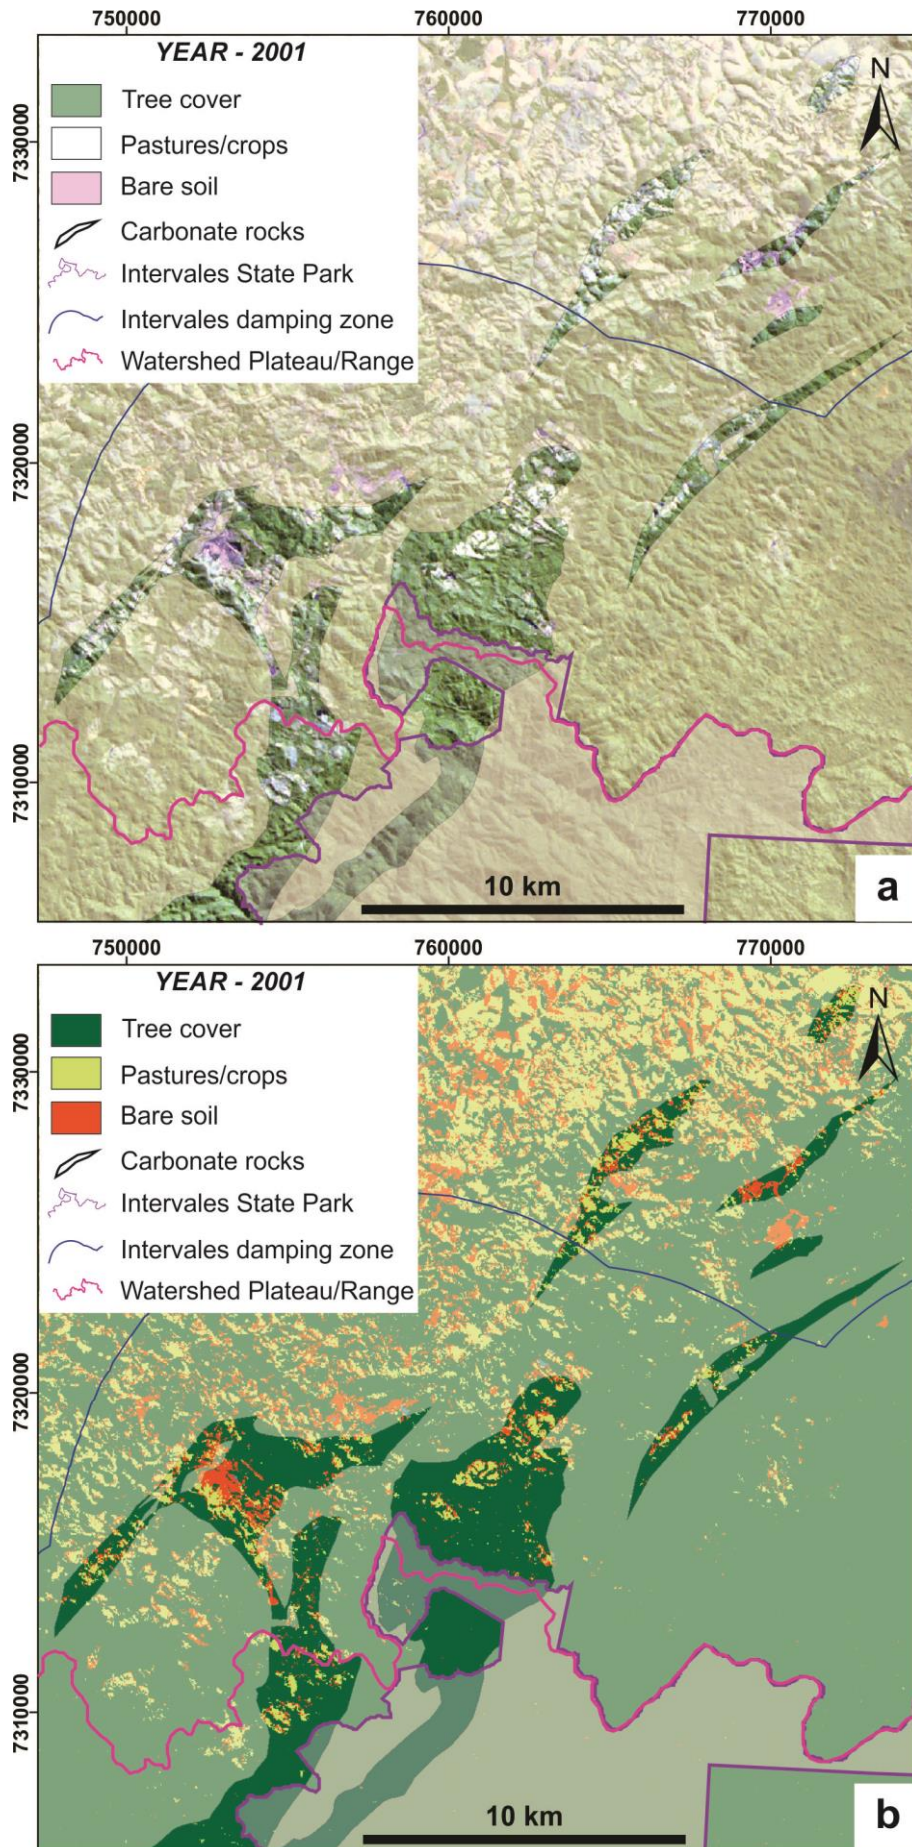 750000 760000 770000
YEAR - 2001
N
Tree cover
7330000
Pastures/crops
Bare soil
Carbonate rocks
Intervales State Park
Intervales damping zone
Watershed Plateau/Range
7320000
7310000
10 km
a
750000 760000 770000
YEAR - 2001
N
Tree cover
7330000
Pastures/crops
Bare soil
Carbonate rocks
Intervales State Park
Intervales damping zone
Watershed Plateau/Range
7320000
7310000
10 km
b